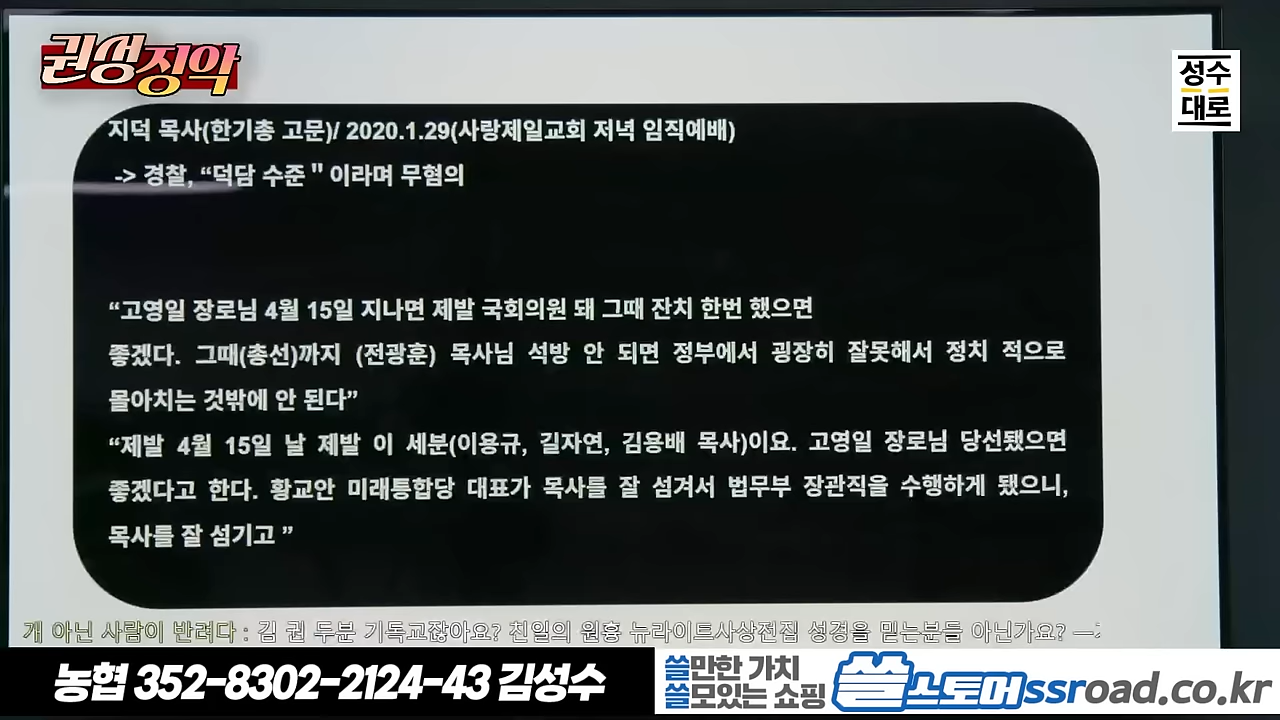 권성징악
성수
대로
지덕 목사(한기총 고문)/ 2020.1.29(사랑제일교회 저녁 임직예배)
-> 경찰, “덕담 수준 " 이라며 무혐의
“고영일 장로님 4월 15일 지나면 제발 국회의원 돼 그때 잔치 한번 했으면
좋겠다. 그때(총선)까지 (전광훈) 목사님 석방 안 되면 정부에서 굉장히 잘못해서 정치 적으로
몰아치는 것밖에 안 된다”
“제발 4월 15일 날 제발 이 세분(이용규, 길자연, 김용배 목사)이요. 고영일 장로님 당선됐으면
좋겠다고 한다. 황교안 미래통합당 대표가 목사를 잘 섬겨서 법무부 장관직을 수행하게 됐으니,
목사를 잘 섬기고 ”
개 아닌 사람이 반려다 : 김 권 두분 기독교잖아요? 친일의 원흉 뉴라이트사상전집 성경을 믿는분들 아닌가요? —
농협 352-8302-2124-43 김성수
쓸만한 가치
쓸모있는 쇼핑
쓸스토어ssroad.co.kr